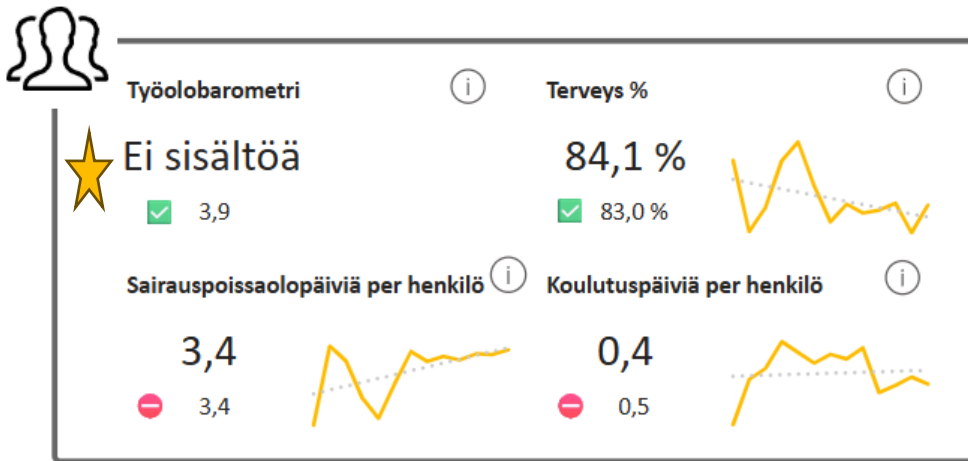 Työolobarometri
Ei sisältöä
3,9
Terveys %
84,1 %
83,0 %
Sairauspoissaolopäiviä per henkilö
3,4
3,4
Koulutuspäiviä per henkilö
0,4
0,5